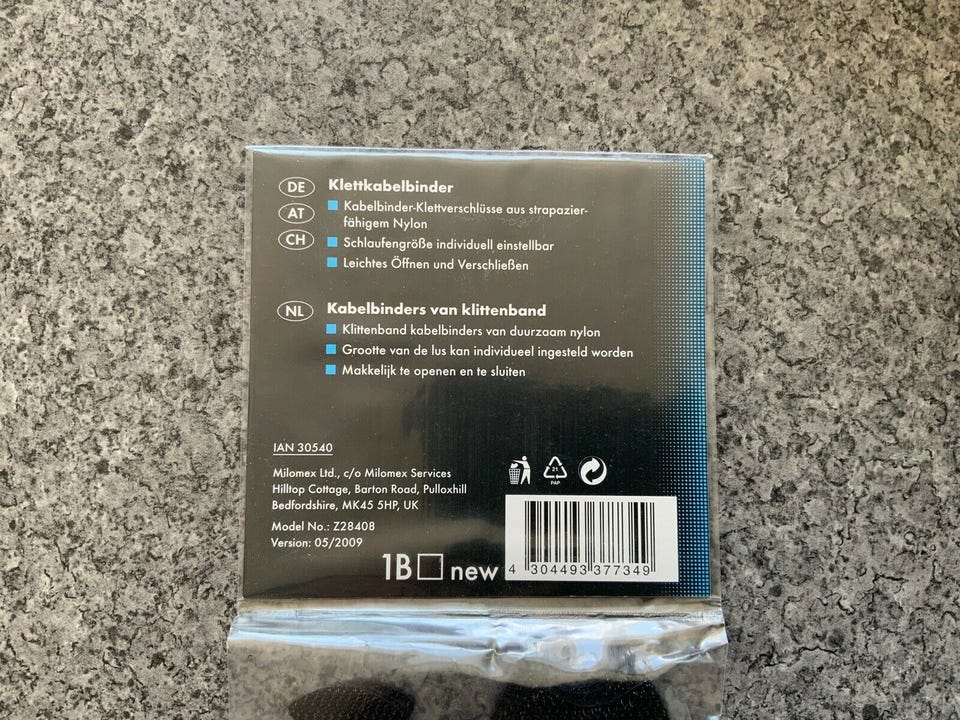 DE
Klettkabelbinder
AT
Kabelbinder-Klettverschlüsse aus strapazier-
fähigem Nylon
CH
Schlaufengröße individuell einstellbar
Leichtes Öffnen und Verschließen
NL
Kabelbinders van klittenband
Klittenband kabelbinders van duurzaam nylon
Grootte van de lus kan individueel ingesteld worden
Makkelijk te openen en te sluiten
IAN 30540
Milomex Ltd., c/o Milomex Services
Hilltop Cottage, Barton Road, Pulloxhill
Bedfordshire, MK45 5HP, UK
Model No.: Z28408
Version: 05/2009
21
PAP
1B new
4 304493 377349